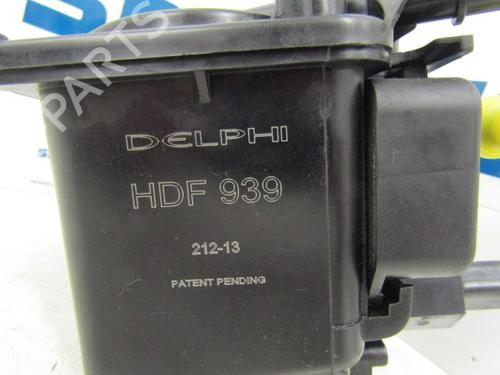 PARTS
DELPHI
HDF 939
212-13
PATENT PENDING